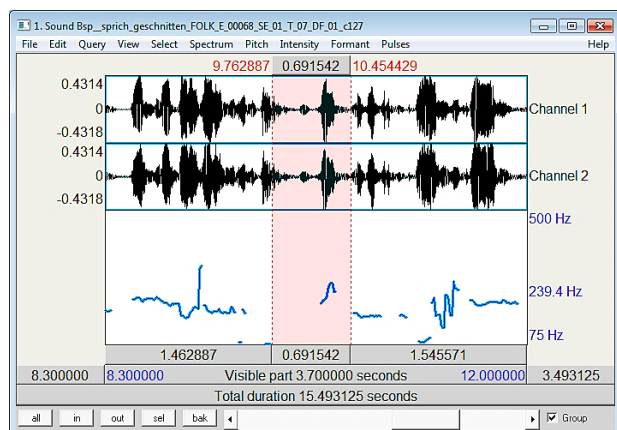 1. Sound Bsp_sprich_geschnitten_FOLK_E_00068_SE_01_T_07_DF_01_c127
File Edit Query View Select Spectrum Pitch Intensity Formant Pulses Help
9.762887 0.691542 10.454429
0.4314
0 Channel 1
-0.4318
0.4314
0 Channel 2
-0.4318
500 Hz
239.4 Hz
75 Hz
1.462887 0.691542 1.545571
8.300000 8.300000 Visible part 3.700000 seconds 12.000000 3.493125
Total duration 15.493125 seconds
all in out sel bak Group